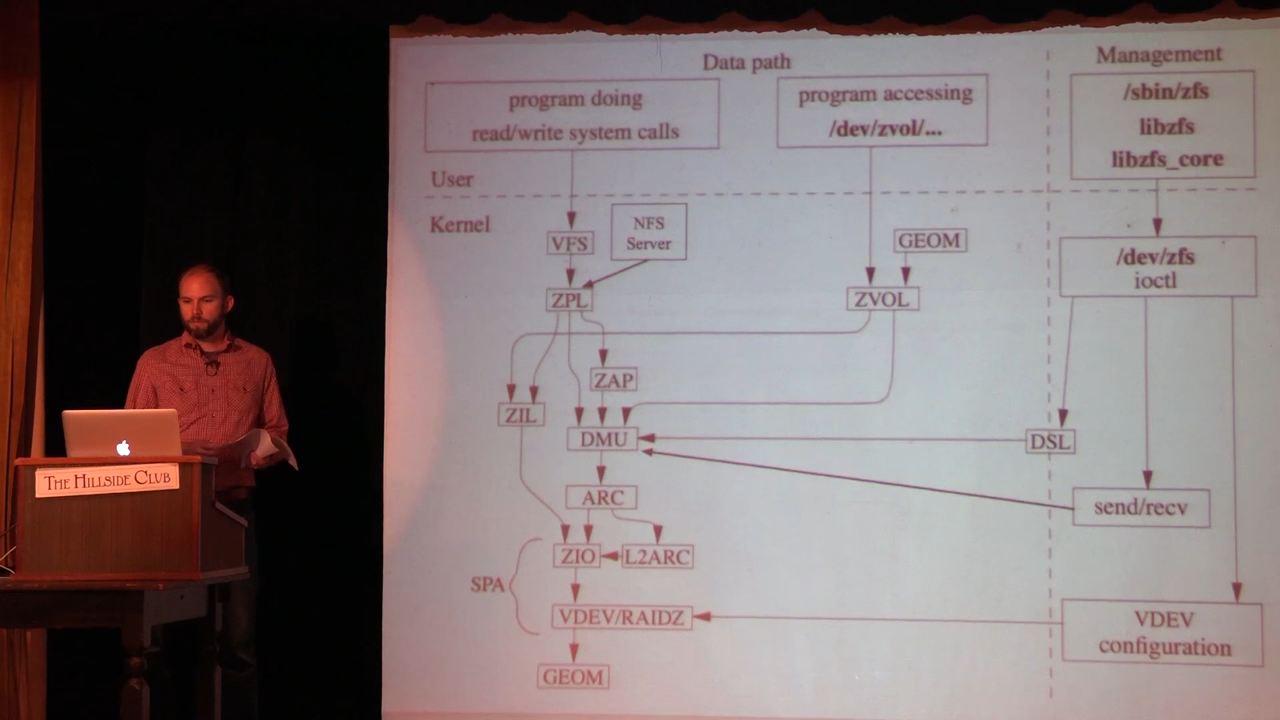 Data path
Management
program doing
read/write system calls
program accessing
/dev/zvol/...
/sbin/zfs
libzfs
libzfs_core
User
Kernel
VFS
NFS
Server
GEOM
/dev/zfs
ioctl
ZPL
ZVOL
ZAP
ZIL
DMU
DSL
ARC
send/recv
SPA
ZIO
L2ARC
VDEV/RAIDZ
VDEV
configuration
GEOM
THE HILLSIDE CLUB